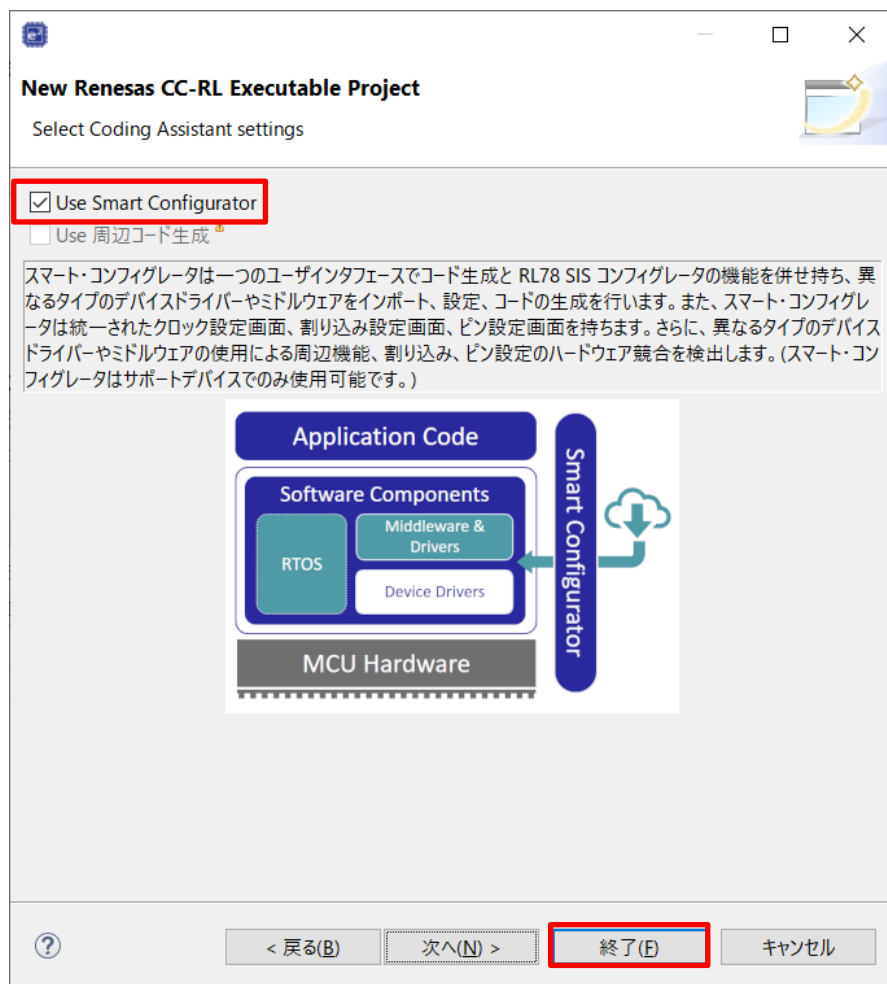 New Renesas CC-RL Executable Project
Select Coding Assistant settings
Use Smart Configurator
Use 周辺コード生成
スマート・コンフィグレータは一つのユーザインタフェースでコード生成と RL78 SIS コンフィグレータの機能を併せ持ち、異
なるタイプのデバイスドライバーやミドルウェアをインポート、設定、コードの生成を行います。また、スマート・コンフィグレ
ータは統一されたクロック設定画面、割り込み設定画面、ピン設定画面を持ちます。さらに、異なるタイプのデバイス
ドライバーやミドルウェアの使用による周辺機能、割り込み、ピン設定のハードウェア競合を検出します。(スマート・コン
フィグレータはサポートデバイスでのみ使用可能です。)
Application Code
Software Components
RTOS
Middleware &
Drivers
Device Drivers
MCU Hardware
Smart Configurator
< 戻る(B)
次へ(N) >
終了(F)
キャンセル